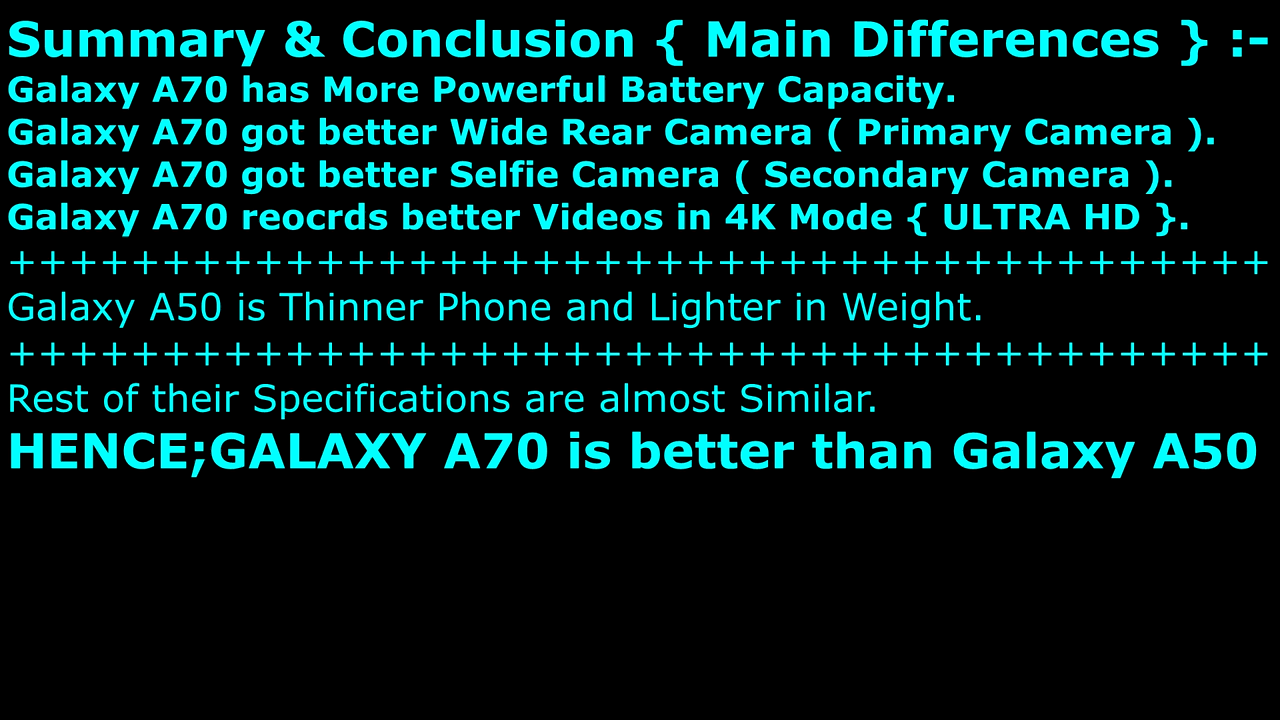 Summary & Conclusion { Main Differences } :-
Galaxy A70 has More Powerful Battery Capacity.
Galaxy A70 got better Wide Rear Camera ( Primary Camera ).
Galaxy A70 got better Selfie Camera ( Secondary Camera ).
Galaxy A70 reocrds better Videos in 4K Mode { ULTRA HD }.
+++++++++++++++++++++++++++++++++++++++++
Galaxy A50 is Thinner Phone and Lighter in Weight.
+++++++++++++++++++++++++++++++++++++++++
Rest of their Specifications are almost Similar.
HENCE;GALAXY A70 is better than Galaxy A50